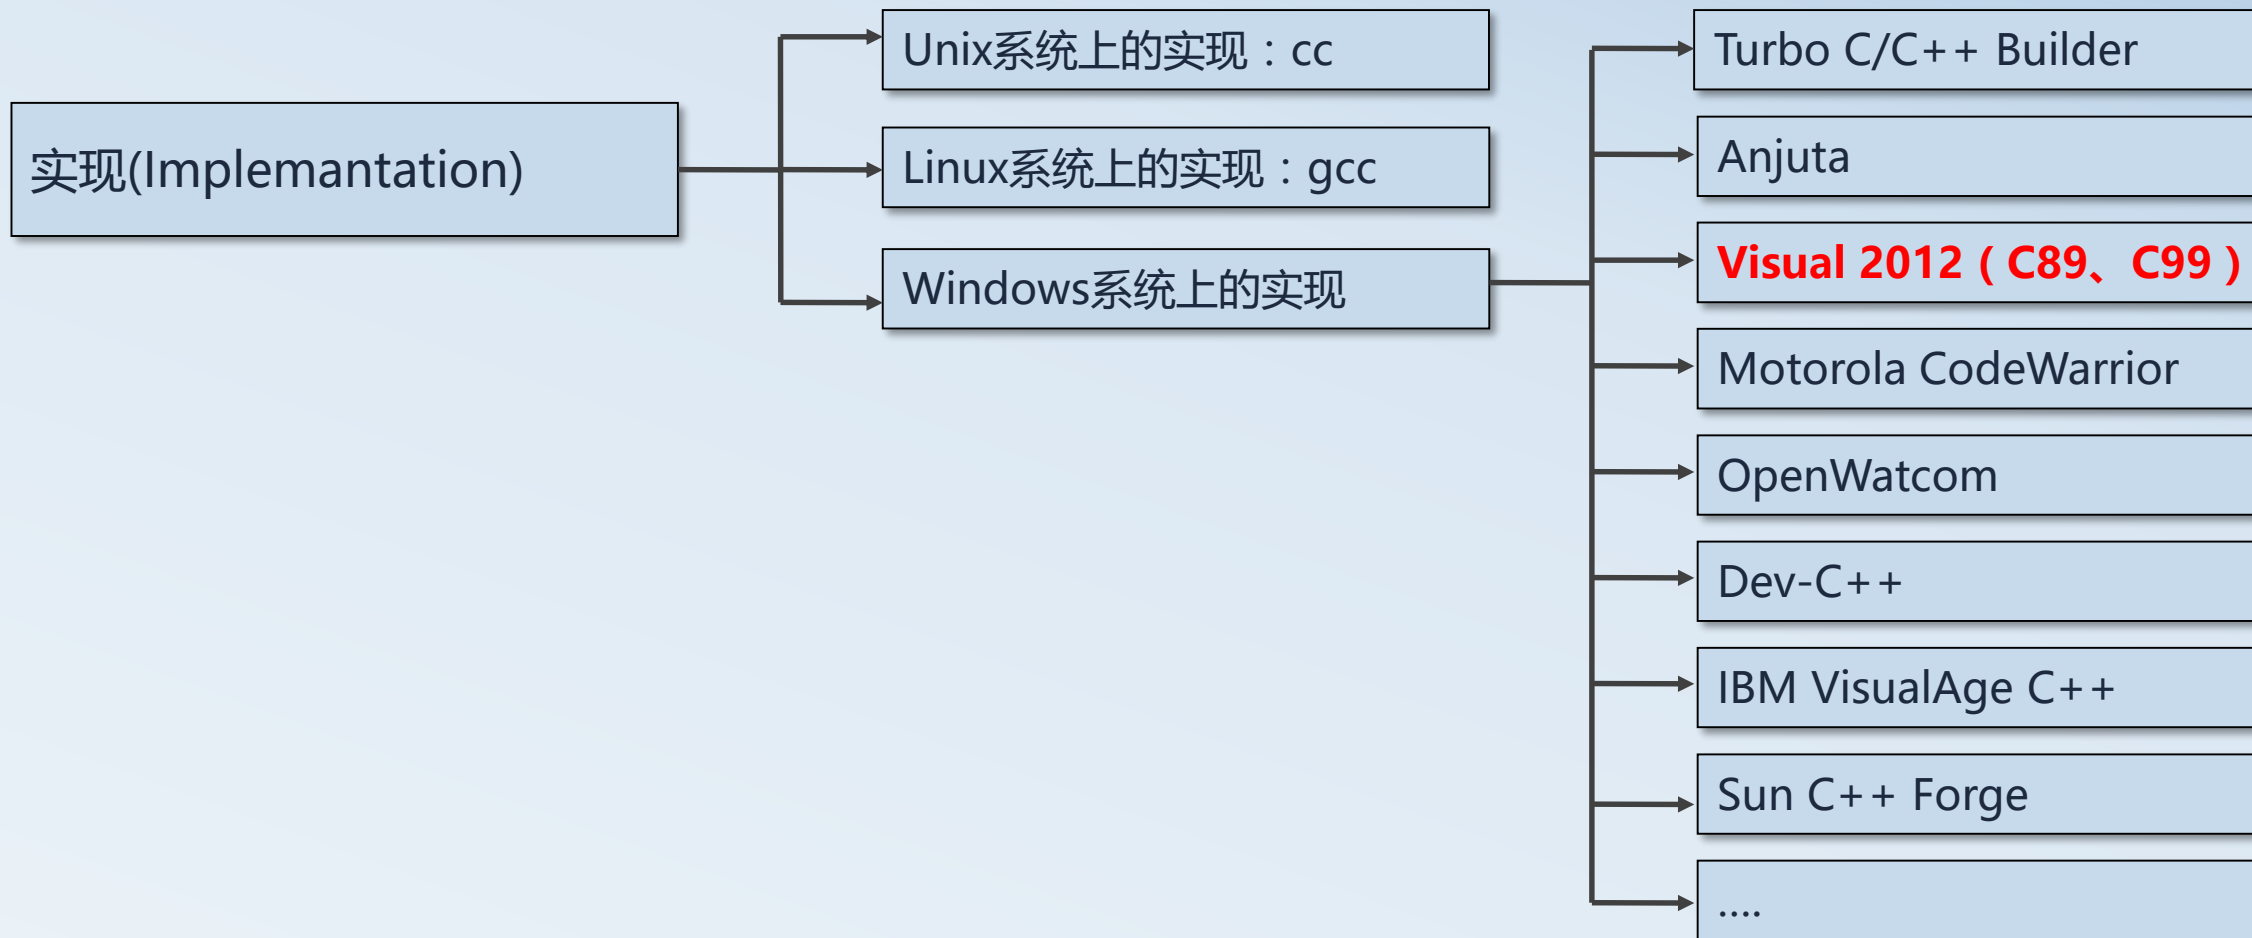 实现(Implemantation)
Unix系统上的实现：cc
Linux系统上的实现：gcc
Windows系统上的实现
Turbo C/C++ Builder
Anjuta
Visual 2012（C89、C99）
Motorola CodeWarrior
OpenWatcom
Dev-C++
IBM VisualAge C++
Sun C++ Forge
....